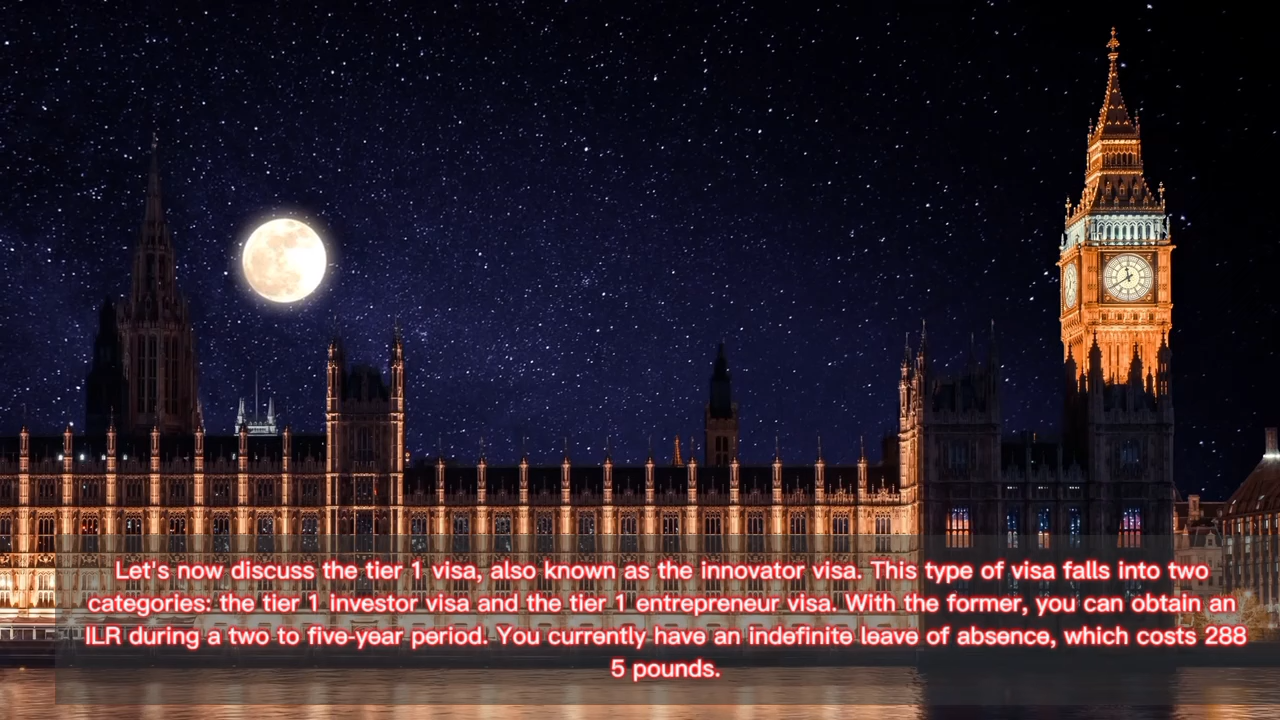 Let's now discuss the tier 1 visa, also known as the innovator visa. This type of visa falls into two
categories: the tier 1 investor visa and the tier 1 entrepreneur visa. With the former, you can obtain an
ILR during a two to five-year period. You currently have an indefinite leave of absence, which costs 288
5 pounds.